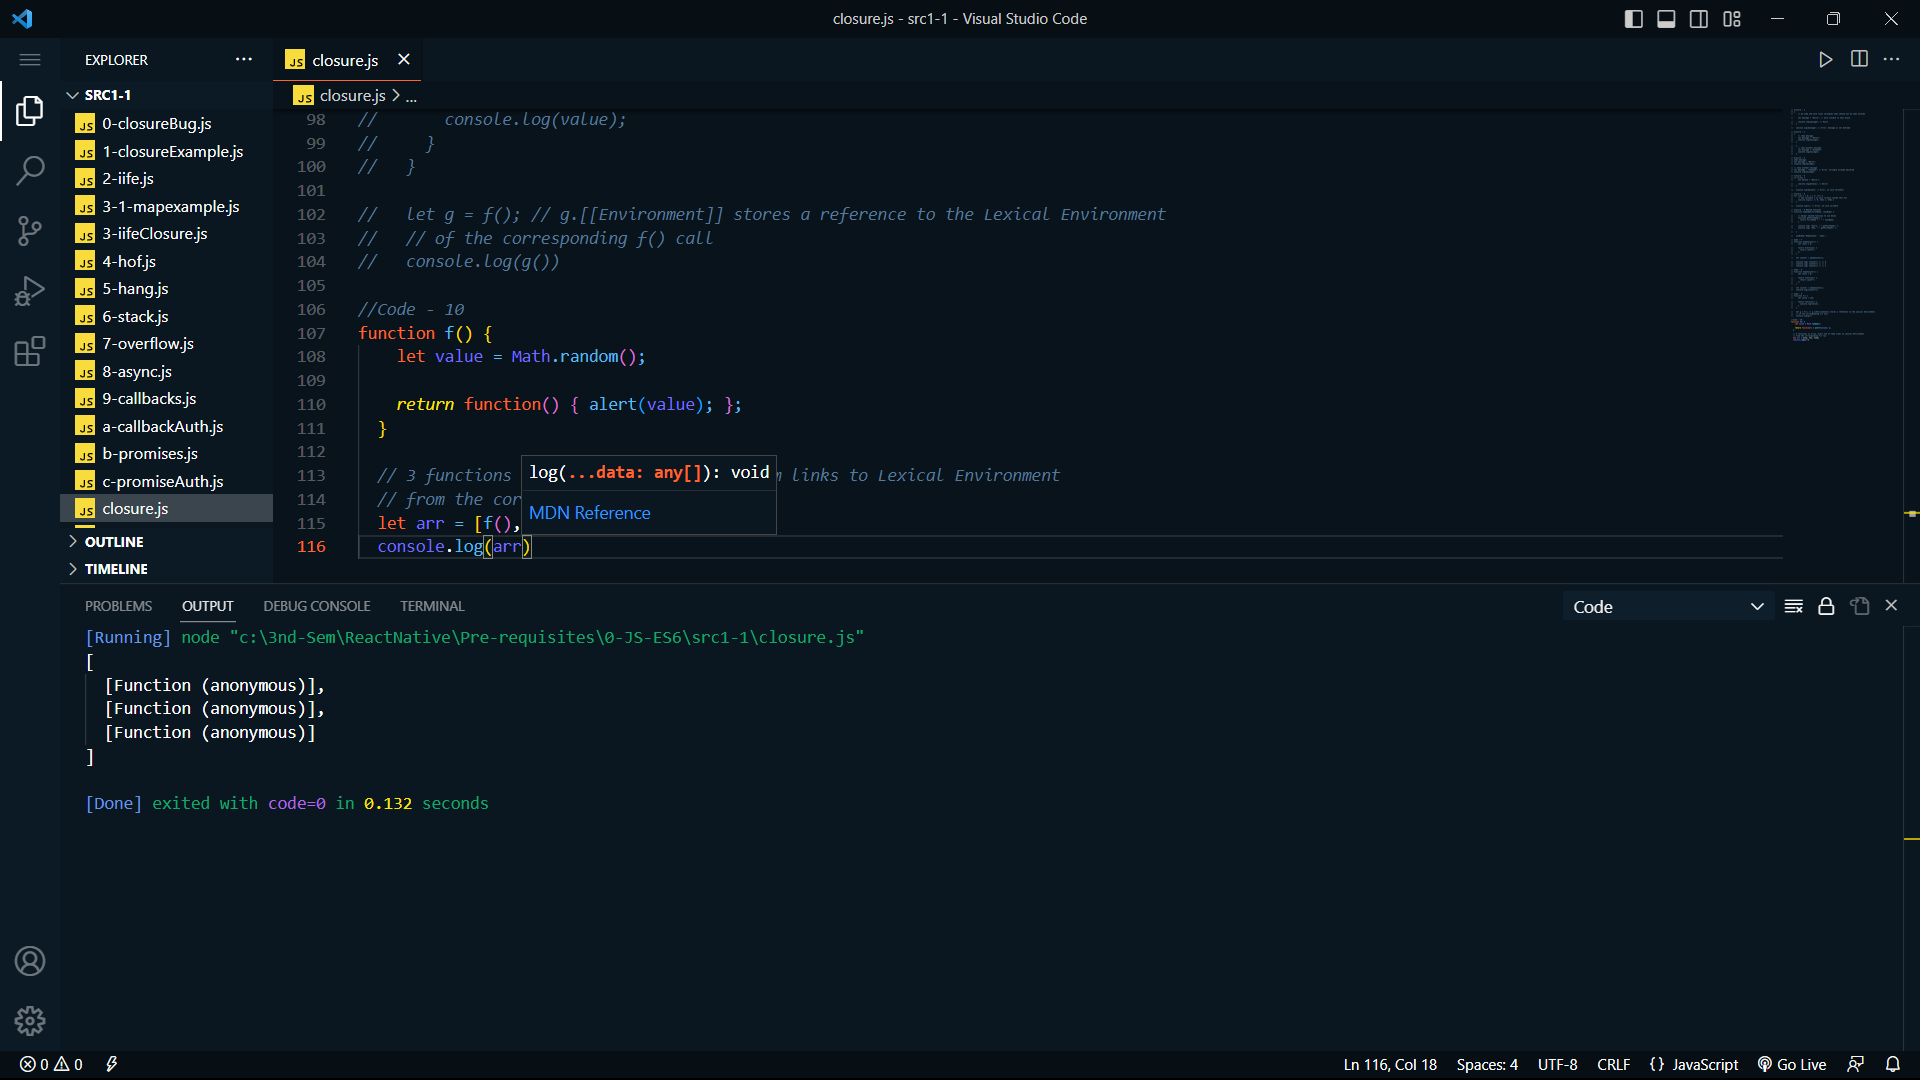 closure.js - src1-1 - Visual Studio Code
EXPLORER
SRC1-1
JS 0-closureBug.js
JS 1-closureExample.js
JS 2-iife.js
JS 3-1-mapexample.js
JS 3-iifeClosure.js
JS 4-hof.js
JS 5-hang.js
JS 6-stack.js
JS 7-overflow.js
JS 8-async.js
JS 9-callbacks.js
JS a-callbackAuth.js
JS b-promises.js
JS c-promiseAuth.js
JS closure.js
OUTLINE
TIMELINE
JS closure.js
JS closure.js > ...
98 // console.log(value);
99 // }
100 // }
101
102 // let g = f(); // g.[[Environment]] stores a reference to the Lexical Environment
103 // // of the corresponding f() call
104 // console.log(g())
105
106 //Code - 10
107 function f() {
108 let value = Math.random();
109
110 return function() { alert(value); };
111 }
112
113 // 3 functions links to Lexical Environment
114 // from the cor
115 let arr = [f(),
116 console.log(arr)
log(...data: any[]): void
MDN Reference
PROBLEMS OUTPUT DEBUG CONSOLE TERMINAL
Code
[Running] node "c:\3nd-Sem\ReactNative\Pre-requisites\0-JS-ES6\src1-1\closure.js"
[
[Function (anonymous)],
[Function (anonymous)],
[Function (anonymous)]
]
[Done] exited with code=0 in 0.132 seconds
0 0
Ln 116, Col 18 Spaces: 4 UTF-8 CRLF {} JavaScript Go Live